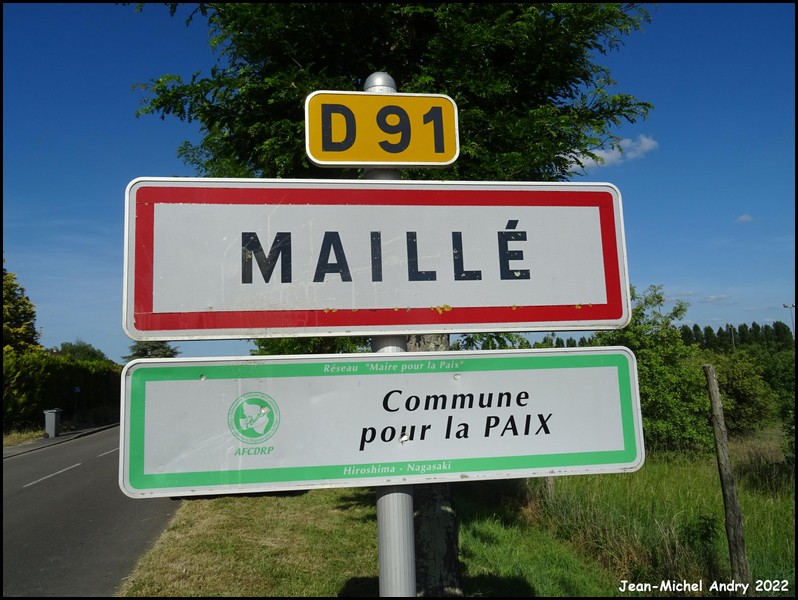 D 91
MAILLÉ
Réseau "Maire pour la Paix"
Commune
pour la PAIX
AFCDRP
Hiroshima - Nagasaki
Jean-Michel Andry 2022